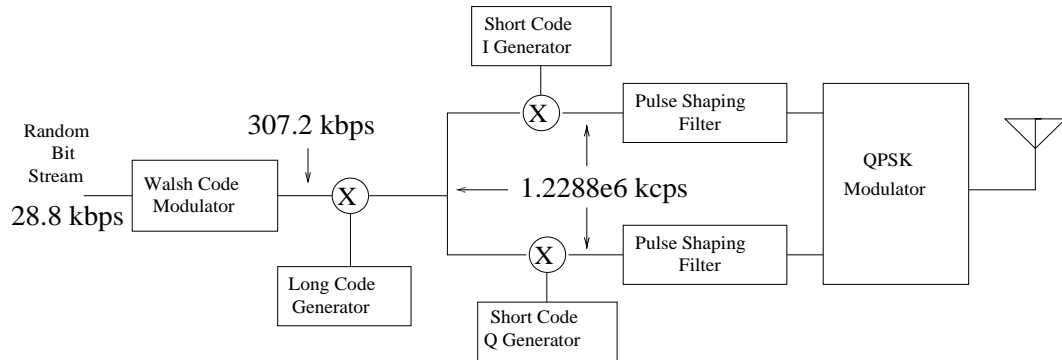 Short Code
I Generator
X
Pulse Shaping
Filter
Random
Bit
Stream
28.8 kbps
307.2 kbps
Walsh Code
Modulator
X
1.2288e6 kcps
QPSK
Modulator
X
Pulse Shaping
Filter
Long Code
Generator
Short Code
Q Generator